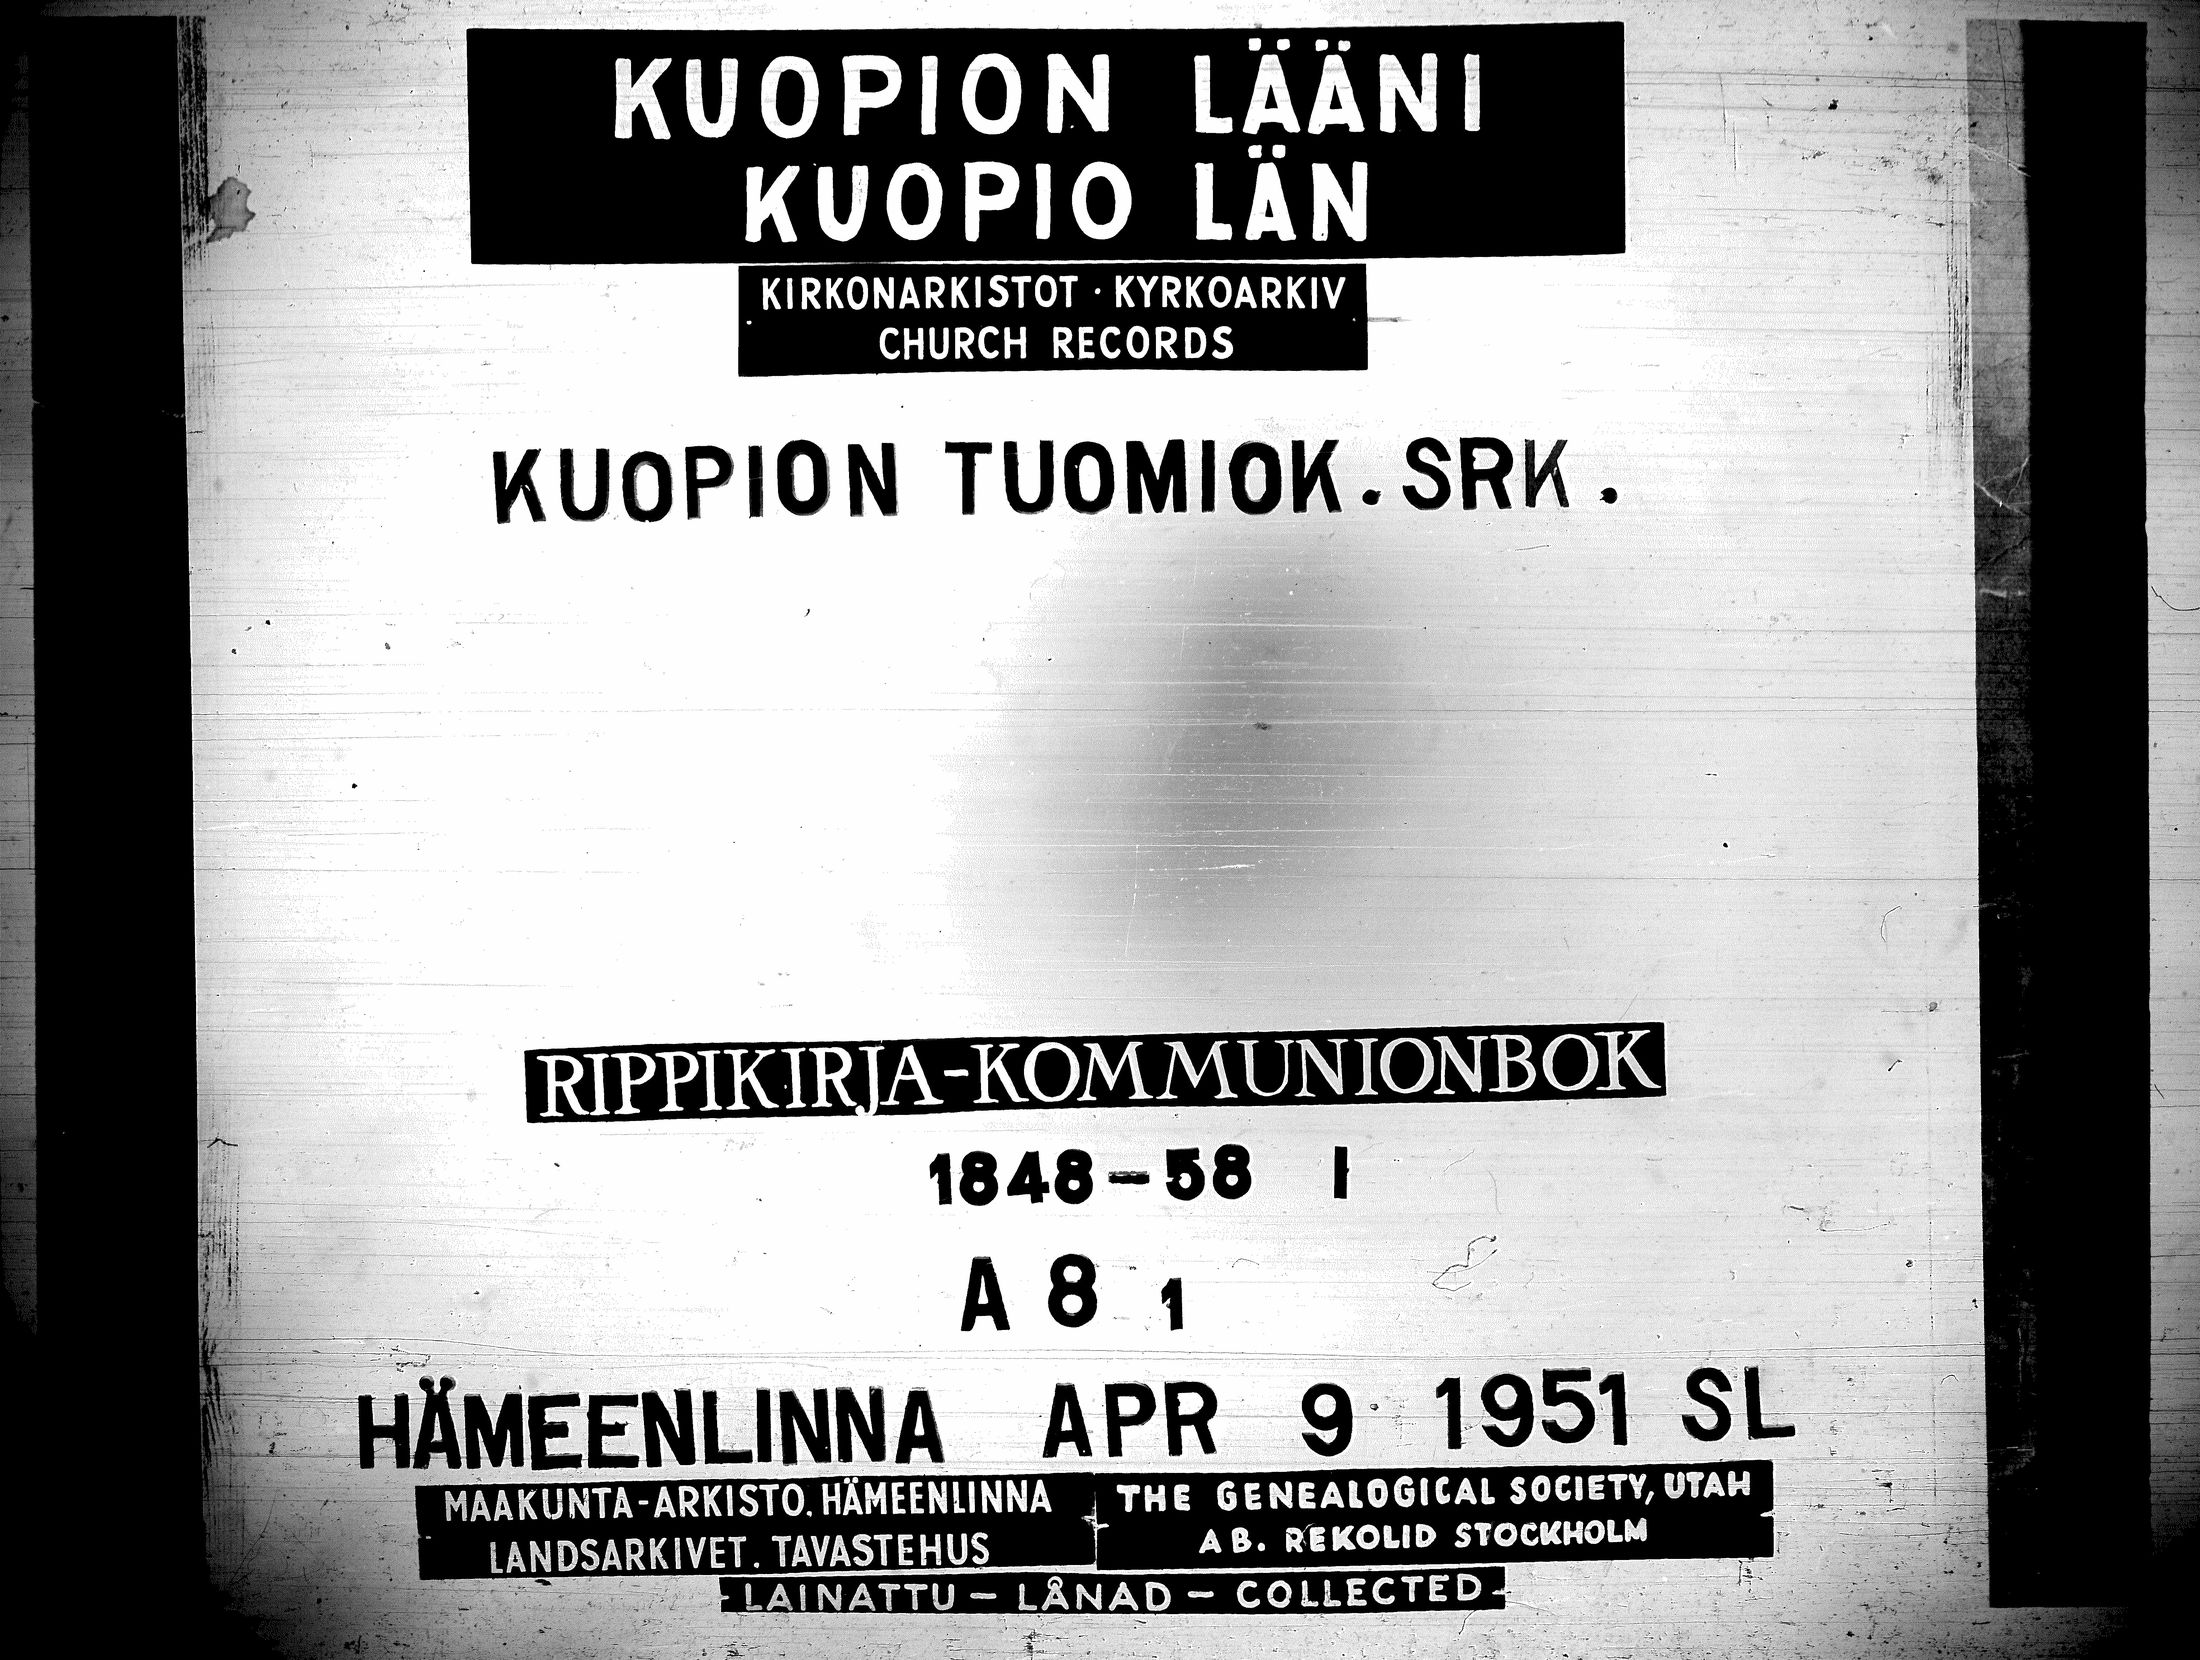 KUOPION LÄÄNI
KUOPIO LÄN
KIRKONARKISTOT · KYRKOARKIV
CHURCH RECORDS
KUOPION TUOMIOK. SRK.
RIPPIKIRJA-KOMMUNIONBOK
1848-58 I
A 8 1
HÄMEENLINNA APR 9 1951 SL
MAAKUNTA-ARKISTO. HÄMEENLINNA
LANDSARKIVET. TAVASTEHUS
THE GENEALOGICAL SOCIETY, UTAH
AB. REKOLID STOCKHOLM
- LAINATTU - LÅNAD - COLLECTED -